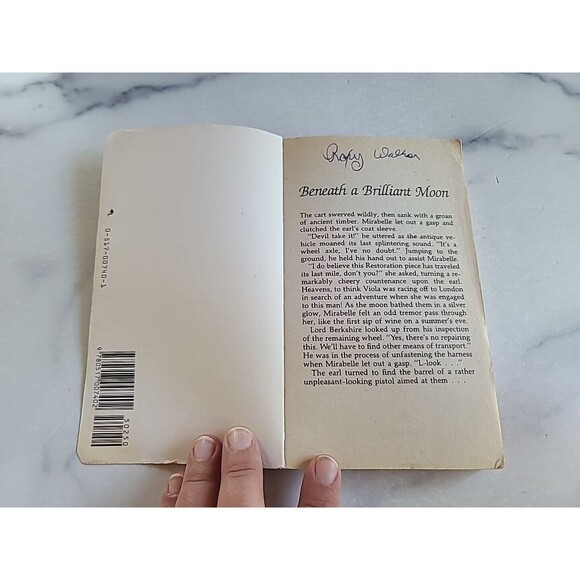 0-517-00740-1
9780517007402
50250
Walker
Beneath a Brilliant Moon
The cart swerved wildly, then sank with a groan
of ancient timber. Mirabelle let out a gasp and
clutched the earl's coat sleeve.
"Devil take it!" he uttered as the antique ve-
hicle moaned its last splintering sound. "It's a
wheel axle, I've no doubt." Jumping to the
ground, he held his hand out to assist Mirabelle.
"I do believe this Restoration piece has traveled
its last mile, don't you?" she asked, turning a re-
markably cheery countenance upon the earl.
Heavens, to think Viola was racing off to London
in search of an adventure when she was engaged
to this man! As the moon bathed them in a silver
glow, Mirabelle felt an odd tremor pass through
her, like the first sip of wine on a summer's eve.
Lord Berkshire looked up from his inspection
of the remaining wheel. "Yes, there's no repairing
this. We'll have to find other means of transport."
He was in the process of unfastening the harness
when Mirabelle let out a gasp. "L-look . . ."
The earl turned to find the barrel of a rather
unpleasant-looking pistol aimed at them . . .